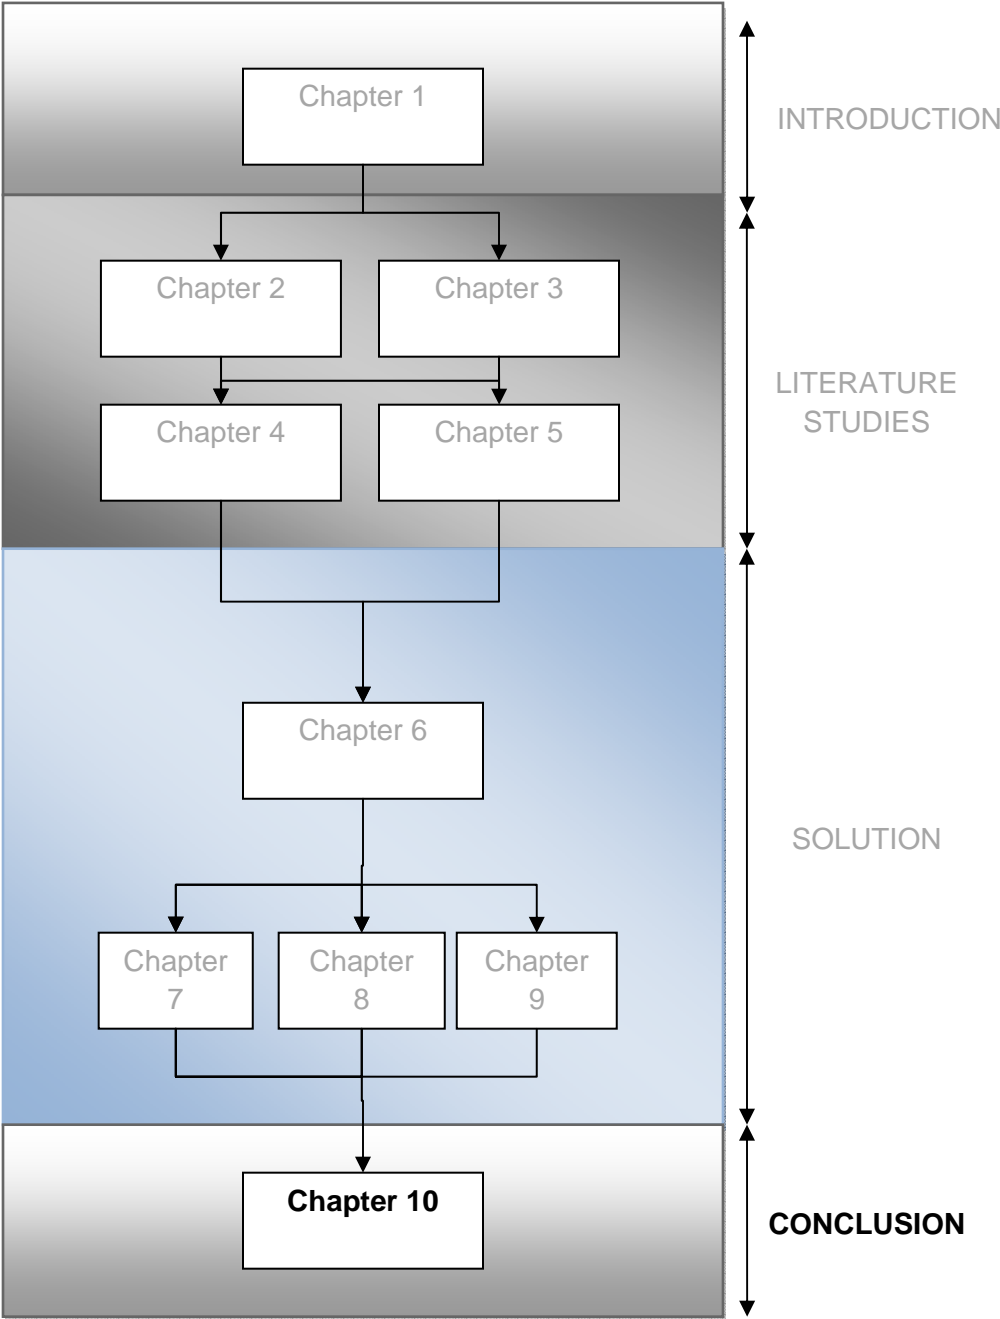 Chapter 1
INTRODUCTION
Chapter 2
Chapter 3
LITERATURE
STUDIES
Chapter 4
Chapter 5
Chapter 6
SOLUTION
Chapter
7
Chapter
8
Chapter
9
Chapter 10
CONCLUSION